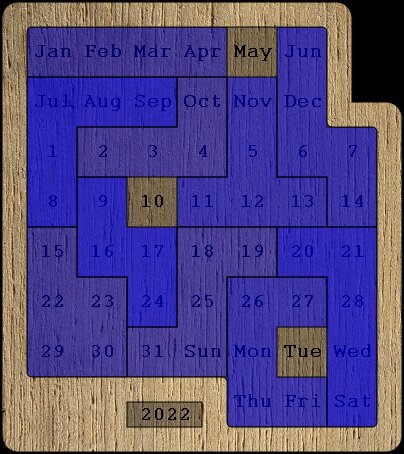 Jan Feb Mar Apr May Jun
Jul Aug Sep Oct Nov Dec
1 2 3 4 5 6 7
8 9 10 11 12 13 14
15 16 17 18 19 20 21
22 23 24 25 26 27 28
29 30 31 Sun Mon Tue Wed
Thu Fri Sat
2022